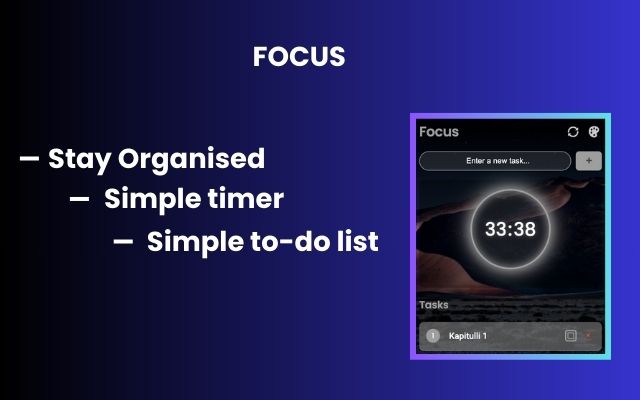 FOCUS
— Stay Organised
— Simple timer
— Simple to-do list
Focus
Enter a new task...
+
33:38
Tasks
1 Kapitulli 1